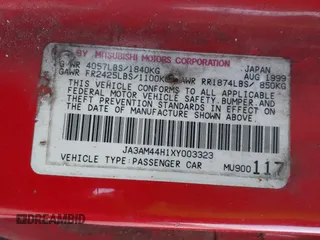 BY MITSUBISHI MOTORS CORPORATION
GVWR 4057LBS/1840KG JAPAN
GAWR FR2425LBS/1100KG GAWR RR1874LBS/ 850KG AUG 1999
THIS VEHICLE CONFORMS TO ALL APPLICABLE
FEDERAL MOTOR VEHICLE SAFETY,BUMPER,AND
THEFT PREVENTION STANDARDS IN EFFECT ON
THE DATE OF MANUFACTURE SHOWN ABOVE.
JA3AM44H1XY003323
VEHICLE TYPE:PASSENGER CAR
MU900117
DREAMBID